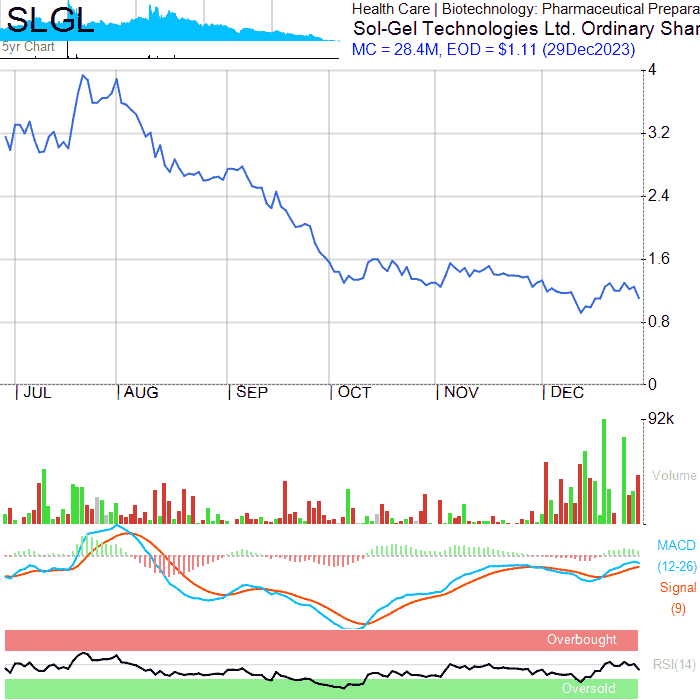 SLGL
5yr Chart
Health Care | Biotechnology: Pharmaceutical Prepara
Sol-Gel Technologies Ltd. Ordinary Shar
MC = 28.4M, EOD = $1.11 (29Dec2023)
4
3.2
2.4
1.6
0.8
0
JUL
AUG
SEP
OCT
NOV
DEC
92k
Volume
MACD
(12-26)
Signal
(9)
Overbought
RSI(14)
Oversold